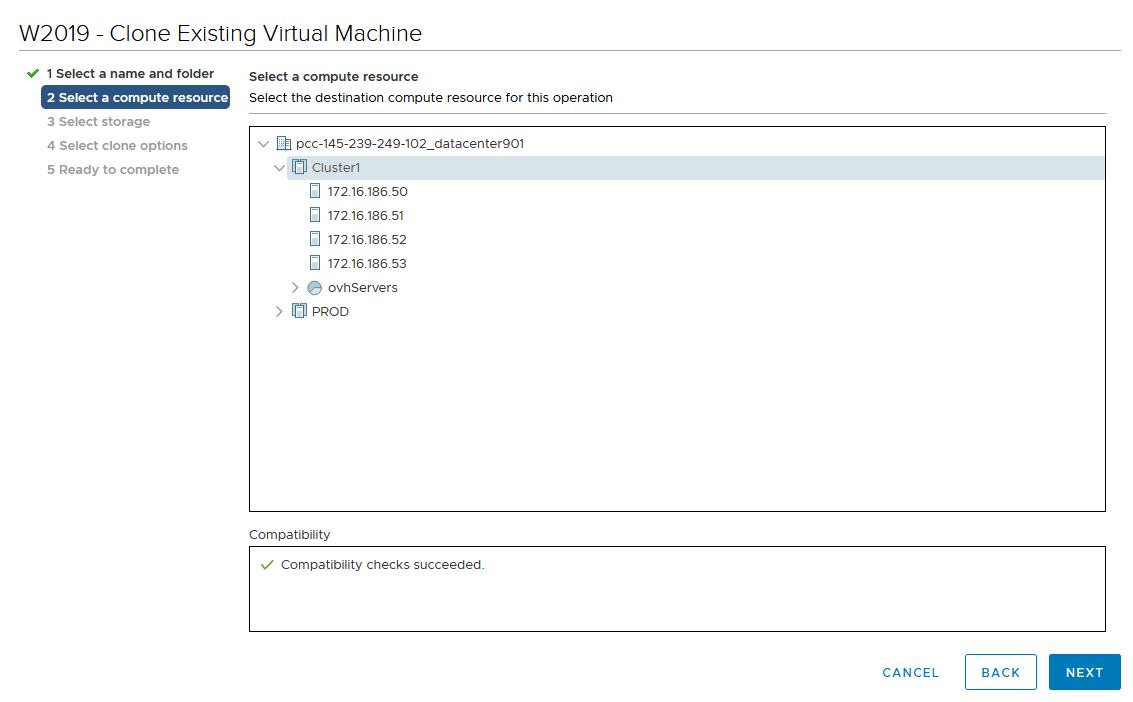 W2019 - Clone Existing Virtual Machine
1 Select a name and folder
2 Select a compute resource
3 Select storage
4 Select clone options
5 Ready to complete
Select a compute resource
Select the destination compute resource for this operation
pcc-145-239-249-102_datacenter901
Cluster1
172.16.186.50
172.16.186.51
172.16.186.52
172.16.186.53
ovhServers
PROD
Compatibility
Compatibility checks succeeded.
CANCEL BACK NEXT